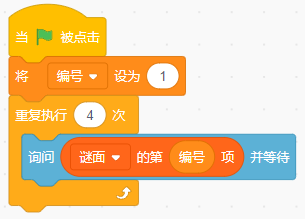 当 被点击
将 编号 设为 1
重复执行 4 次
询问 谜面 的第 编号 项 并等待